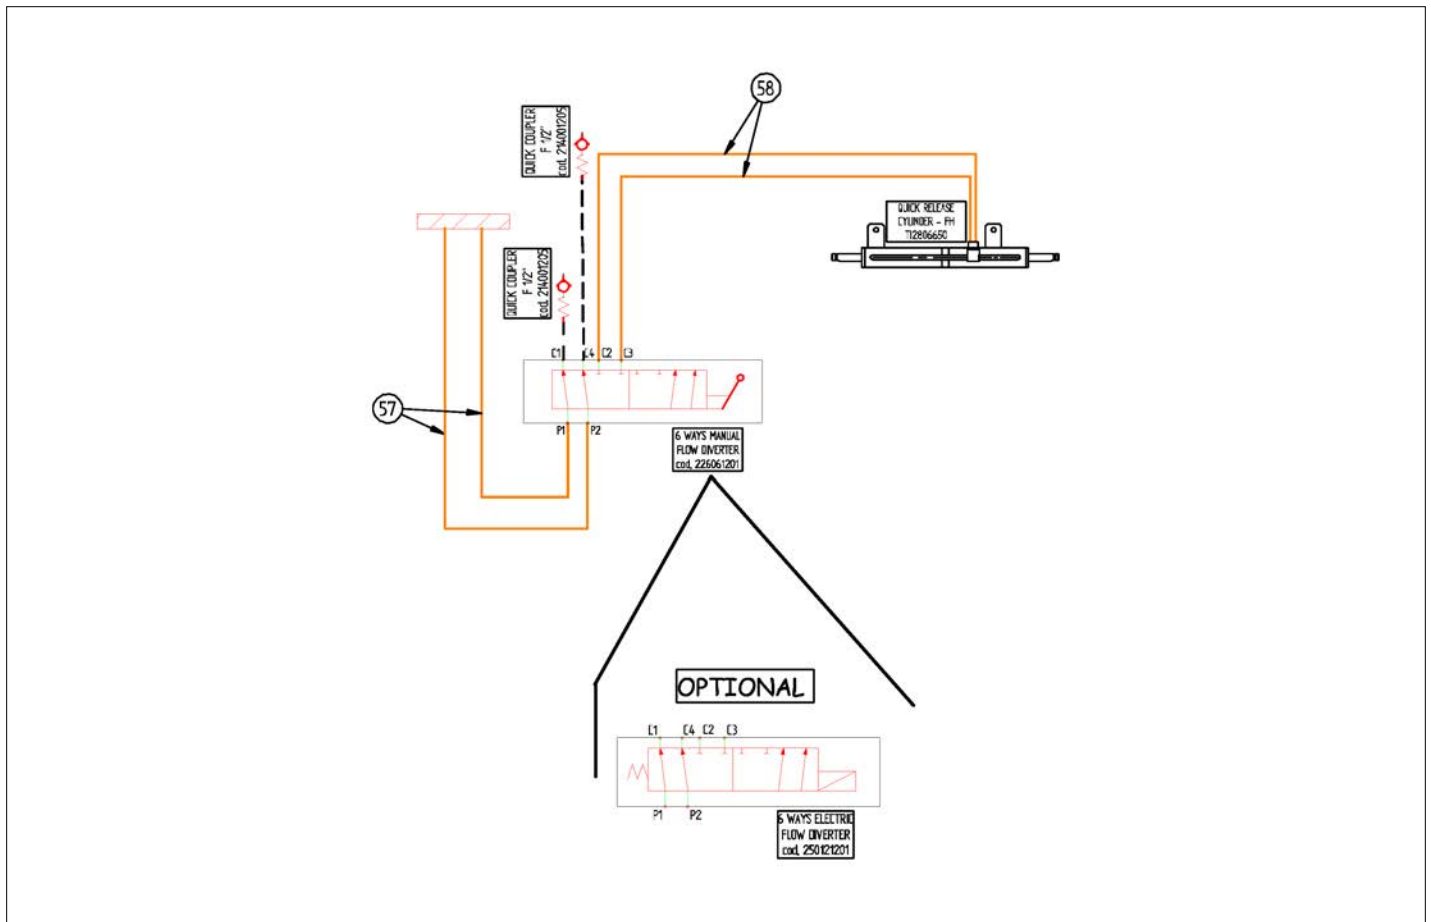 58
QUICK COUPLER
F 1/2"
cod. 214001205
QUICK RELEASE
CYLINDER - FH
TI2806650
QUICK COUPLER
F 1/2"
cod. 214001205
C1
C4
C2
C3
57
P1
P2
6 WAYS MANUAL
FLOW DIVERTER
cod. 226061201
OPTIONAL
C1
C4
C2
C3
P1
P2
6 WAYS ELECTRIC
FLOW DIVERTER
cod. 250121201